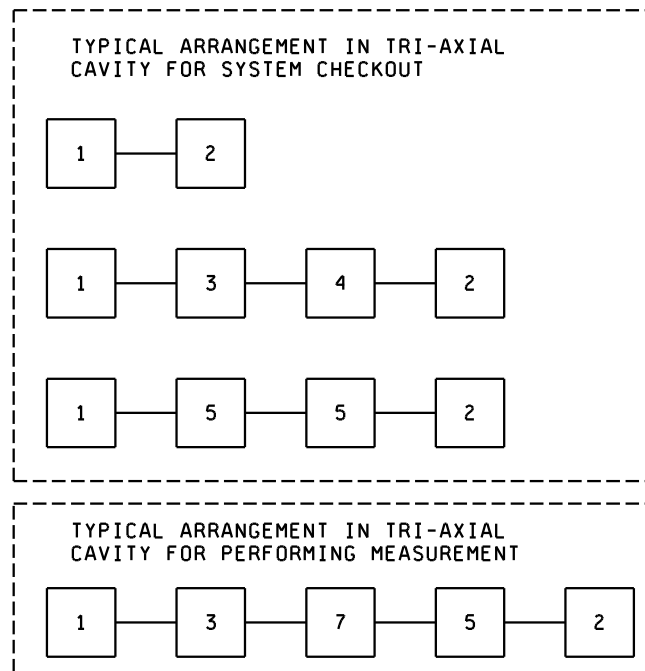 TYPICAL ARRANGEMENT IN TRI-AXIAL
CAVITY FOR SYSTEM CHECKOUT
1 2
1 3 4 2
1 5 5 2
TYPICAL ARRANGEMENT IN TRI-AXIAL
CAVITY FOR PERFORMING MEASUREMENT
1 3 7 5 2